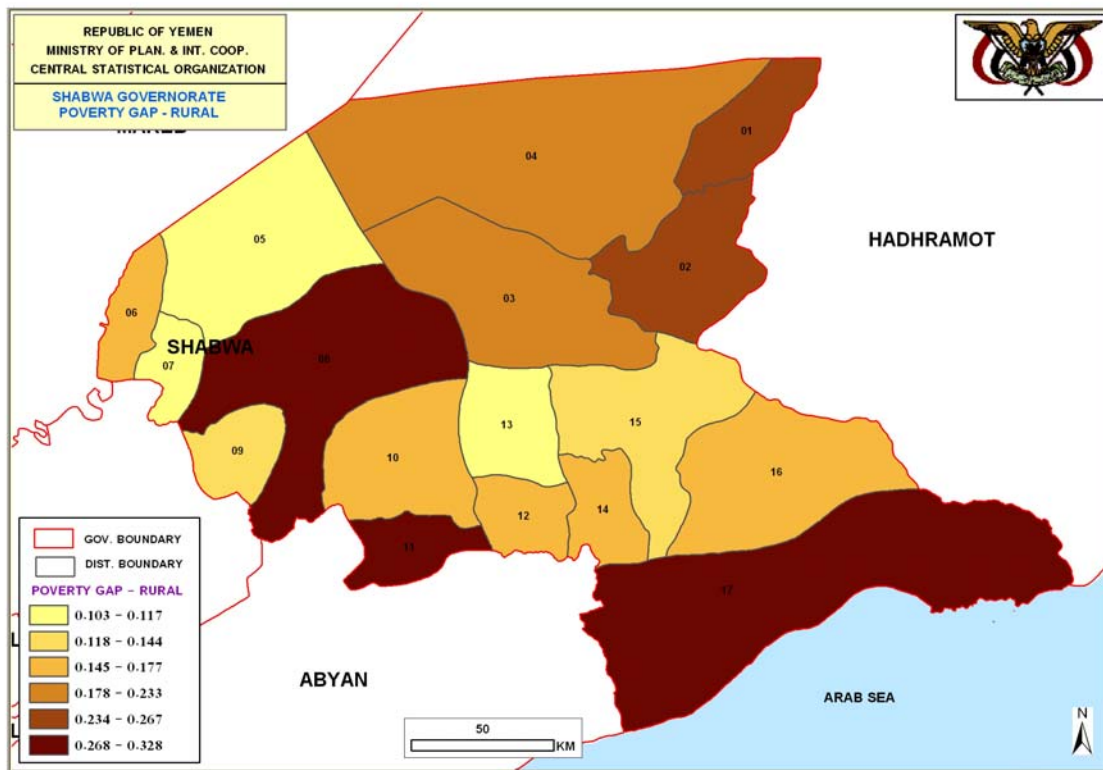 REPUBLIC OF YEMEN
MINISTRY OF PLAN. & INT. COOP.
CENTRAL STATISTICAL ORGANIZATION
SHABWA GOVERNORATE
POVERTY GAP - RURAL
MAREB
01
04
HADHRAMOT
05
02
03
06
SHABWA
07
08
13
15
09
10
16
12
14
11
17
GOV. BOUNDARY
DIST. BOUNDARY
POVERTY GAP - RURAL
0.103 - 0.117
0.118 - 0.144
0.145 - 0.177
0.178 - 0.233
0.234 - 0.267
0.268 - 0.328
L
L
ABYAN
ARAB SEA
50
KM
N